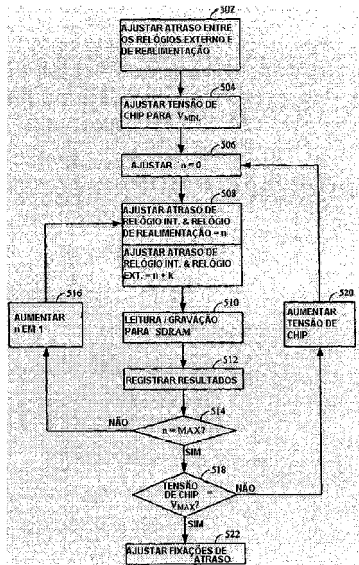 502
AJUSTAR ATRASO ENTRE
OS RELÓGIOS EXTERNO E
DE REALIMENTAÇÃO
504
AJUSTAR TENSÃO DE
CHIP PARA VMIN.
506
AJUSTAR n = 0
508
AJUSTAR ATRASO DE
RELÓGIO INT. & RELÓGIO
DE REALIMENTAÇÃO = n
AJUSTAR ATRASO DE
RELÓGIO INT. & RELÓGIO
EXT. = n + k
516
AUMENTAR
n EM 1
520
AUMENTAR
TENSÃO DE
CHIP.
510
LEITURA / GRAVAÇÃO
PARA SDRAM
512
REGISTRAR RESULTADOS
514
NÃO
n = MAX?
SIM
518
TENSÃO
DE CHIP =
VMAX?
NÃO
SIM
522
AJUSTAR FIXAÇÕES DE
ATRASO.